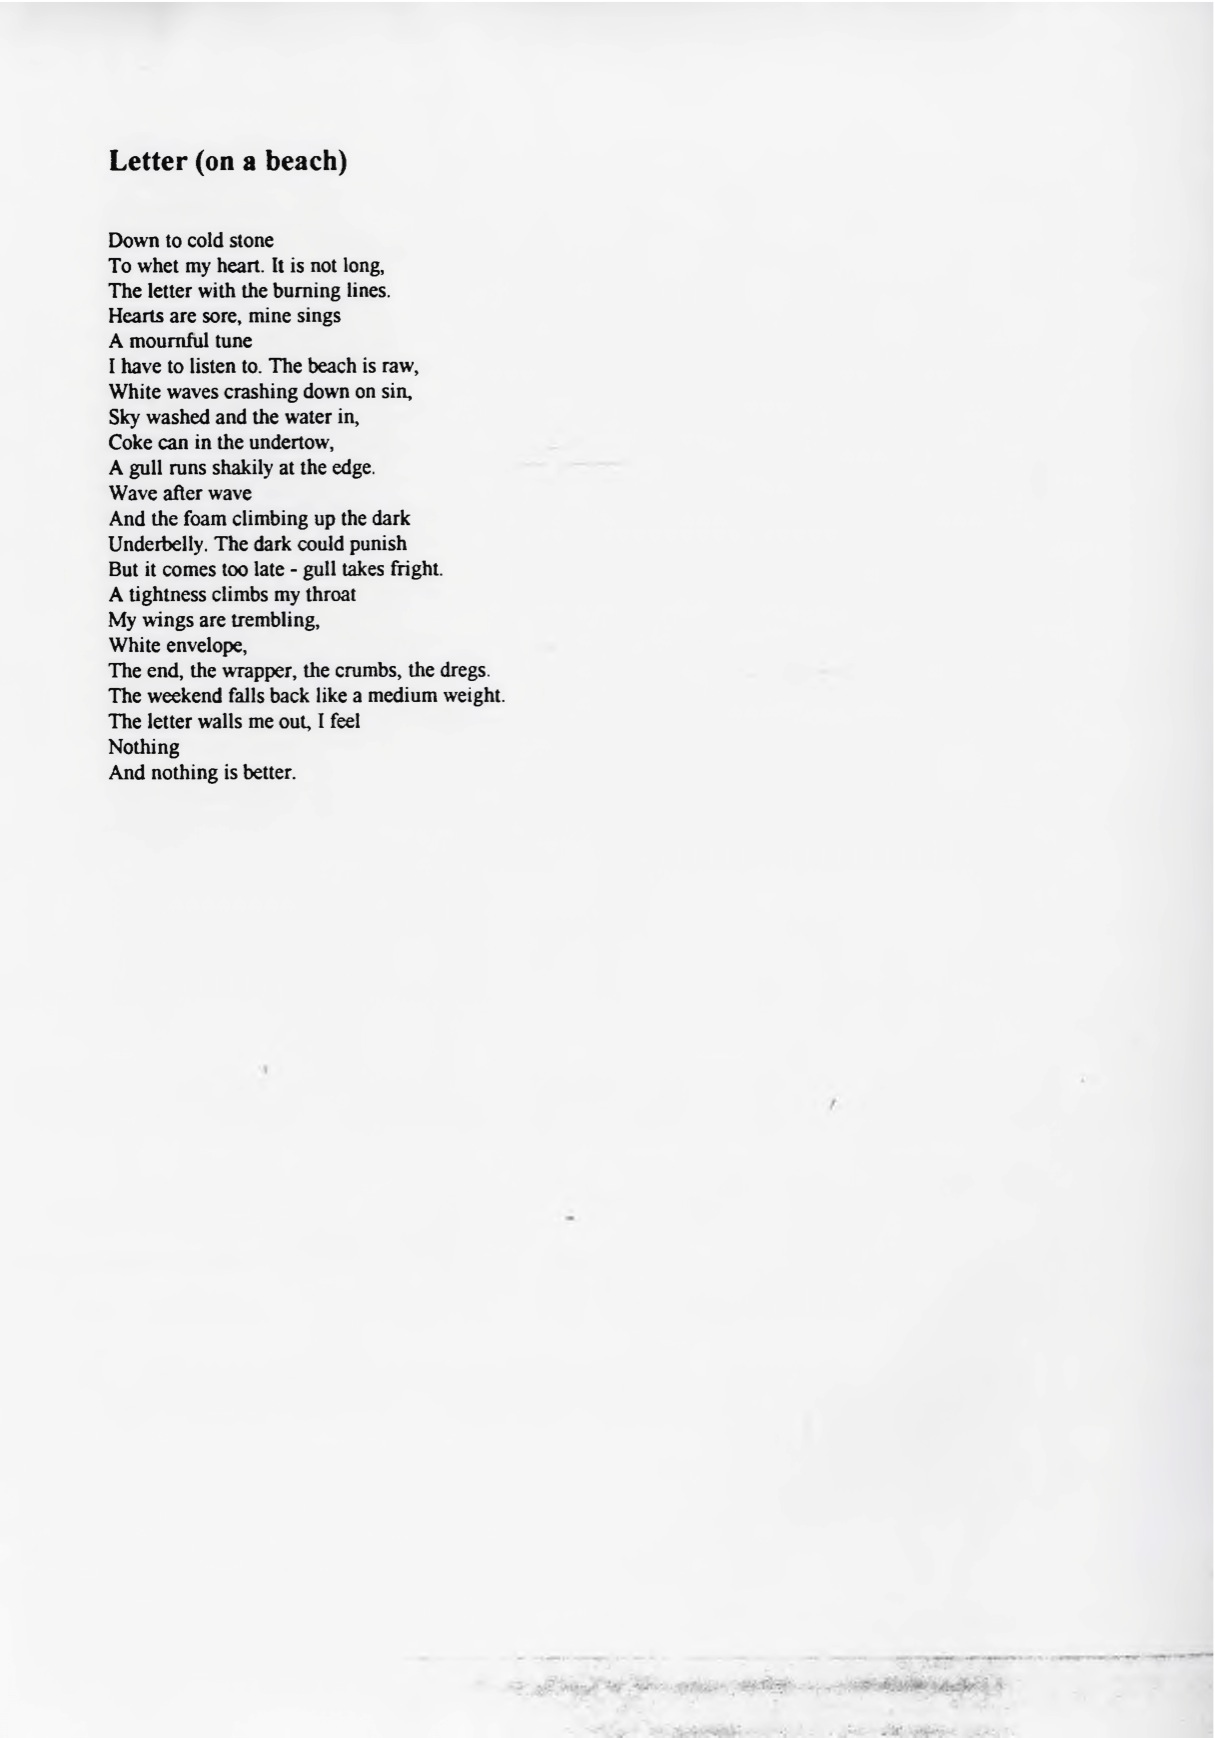 Letter (on a beach)
Down to cold stone
To whet my heart. It is not long,
The letter with the burning lines.
Hearts are sore, mine sings
A mournful tune
I have to listen to. The beach is raw,
White waves crashing down on sin,
Sky washed and the water in,
Coke can in the undertow,
A gull runs shakily at the edge.
Wave after wave
And the foam climbing up the dark
Underbelly. The dark could punish
But it comes too late - gull takes fright.
A tightness climbs my throat
My wings are trembling,
White envelope,
The end, the wrapper, the crumbs, the dregs.
The weekend falls back like a medium weight.
The letter walls me out, I feel
Nothing
And nothing is better.